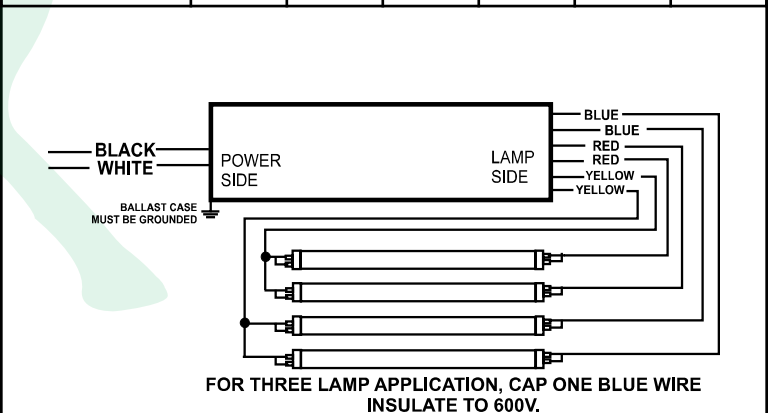 BLUE
BLUE
BLACK
RED
WHITE
POWER
SIDE
LAMP
SIDE
RED
YELLOW
YELLOW
BALLAST CASE
MUST BE GROUNDED
FOR THREE LAMP APPLICATION, CAP ONE BLUE WIRE
INSULATE TO 600V.